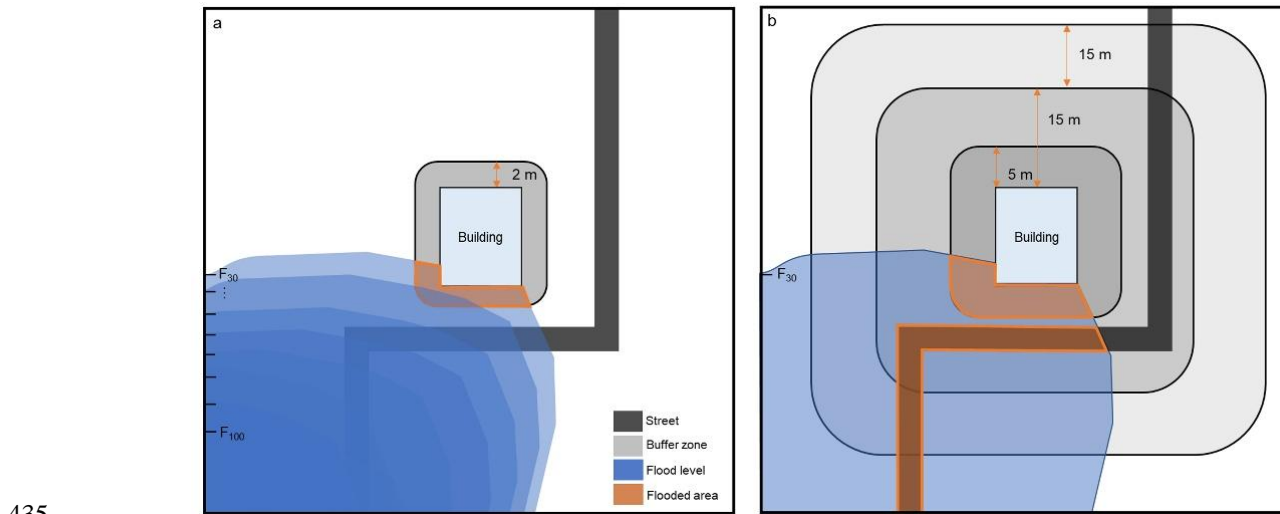 a
2 m
Building
F30
F100
Street
Buffer zone
Flood level
Flooded area
b
15 m
15 m
5 m
Building
F30
435